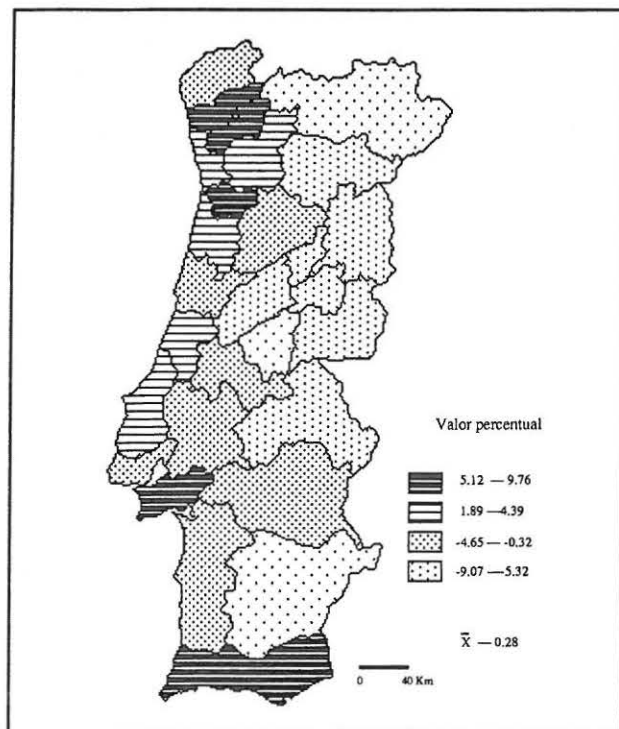 Valor percentual
5.12 — 9.76
1.89 —4.39
-4.65 — -0.32
-9.07 —5.32
X̄ — 0.28
0 40 Km